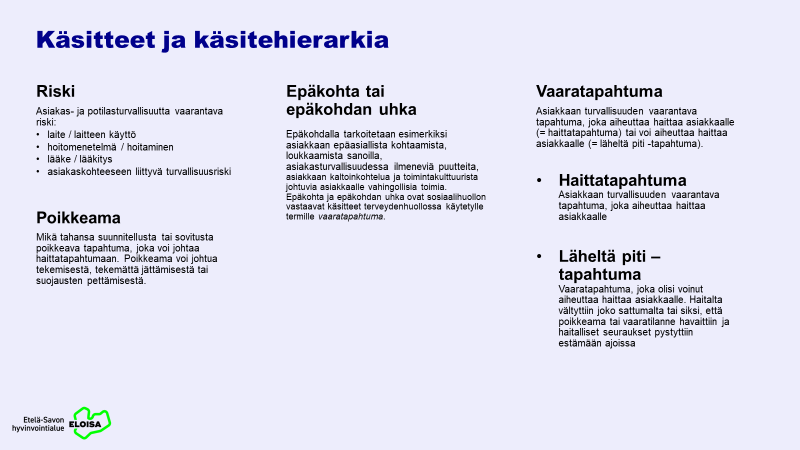 Käsitteet ja käsitehierarkia
Riski
Asiakas- ja potilasturvallisuutta vaarantava
riski:
• laite / laitteen käyttö
• hoitomenetelmä / hoitaminen
• lääke / lääkitys
• asiakaskohteeseen liittyvä turvallisuusriski
Poikkeama
Mikä tahansa suunnitellusta tai sovitusta
poikkeava tapahtuma, joka voi johtaa
haittatapahtumaan. Poikkeama voi johtua
tekemisestä, tekemättä jättämisestä tai
suojausten pettämisestä.
Epäkohta tai
epäkohdan uhka
Epäkohdalla tarkoitetaan esimerkiksi
asiakkaan epäasiallista kohtaamista,
loukkaamista sanoilla,
asiakasturvallisuudessa ilmeneviä puutteita,
asiakkaan kaltoinkohtelua ja toimintakulttuurista
johtuvia asiakkaalle vahingollisia toimia.
Epäkohta ja epäkohdan uhka ovat sosiaalihuollon
vastaavat käsitteet terveydenhuollossa käytetylle
termille vaaratapahtuma.
Vaaratapahtuma
Asiakkaan turvallisuuden vaarantava
tapahtuma, joka aiheuttaa haittaa asiakkaalle
(= haittatapahtuma) tai voi aiheuttaa haittaa
asiakkaalle (= läheltä piti -tapahtuma).
• Haittatapahtuma
Asiakkaan turvallisuuden vaarantava
tapahtuma, joka aiheuttaa haittaa
asiakkaalle
• Läheltä piti –
tapahtuma
Vaaratapahtuma, joka olisi voinut
aiheuttaa haittaa asiakkaalle. Haitalta
vältyttiin joko sattumalta tai siksi, että
poikkeama tai vaaratilanne havaittiin ja
haitalliset seuraukset pystyttiin
estämään ajoissa
Etelä-Savon
hyvinvointialue
ELOISA